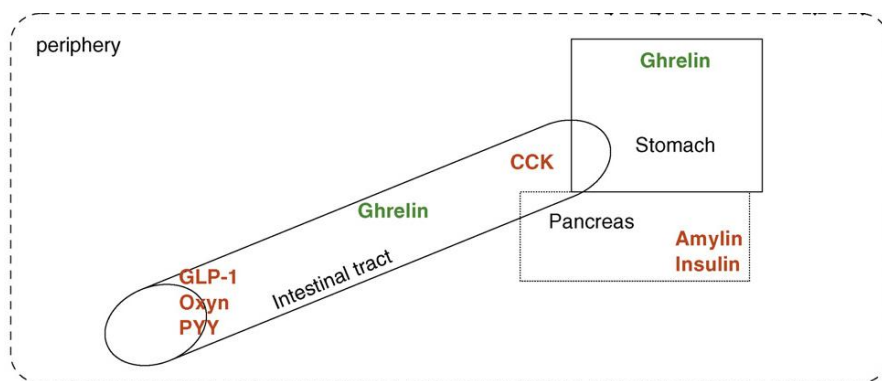 periphery
Ghrelin
Stomach
CCK
Ghrelin
Pancreas
Amylin
Insulin
GLP-1
Oxyn
PYY
Intestinal tract